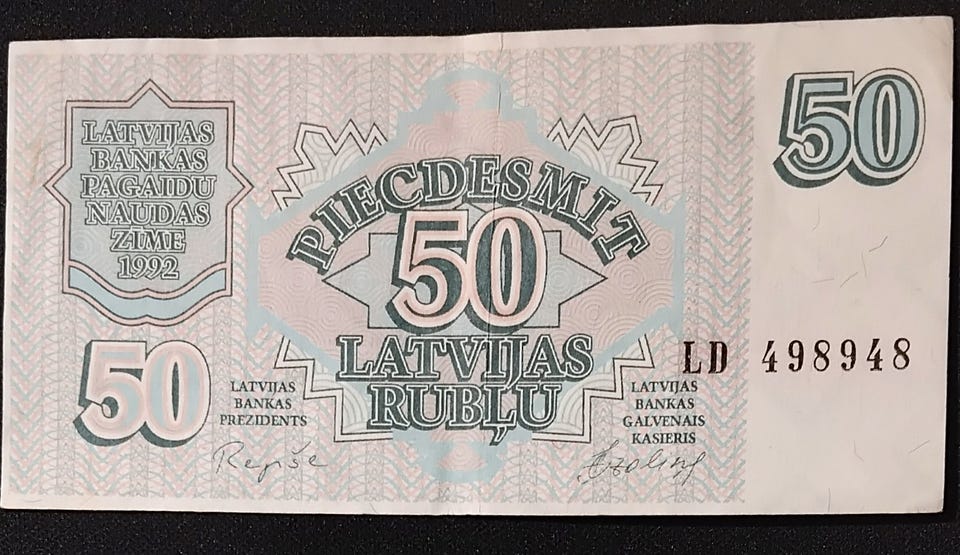 LATVIJAS
BANKAS
PAGAIDU
NAUDAS
ZĪME
1992
50
PIECDESMIT
50
LATVIJAS
RUBĻU
50
LATVIJAS
BANKAS
PREZIDENTS
LATVIJAS
BANKAS
GALVENAIS
KASIERIS
LD 498948
Repše